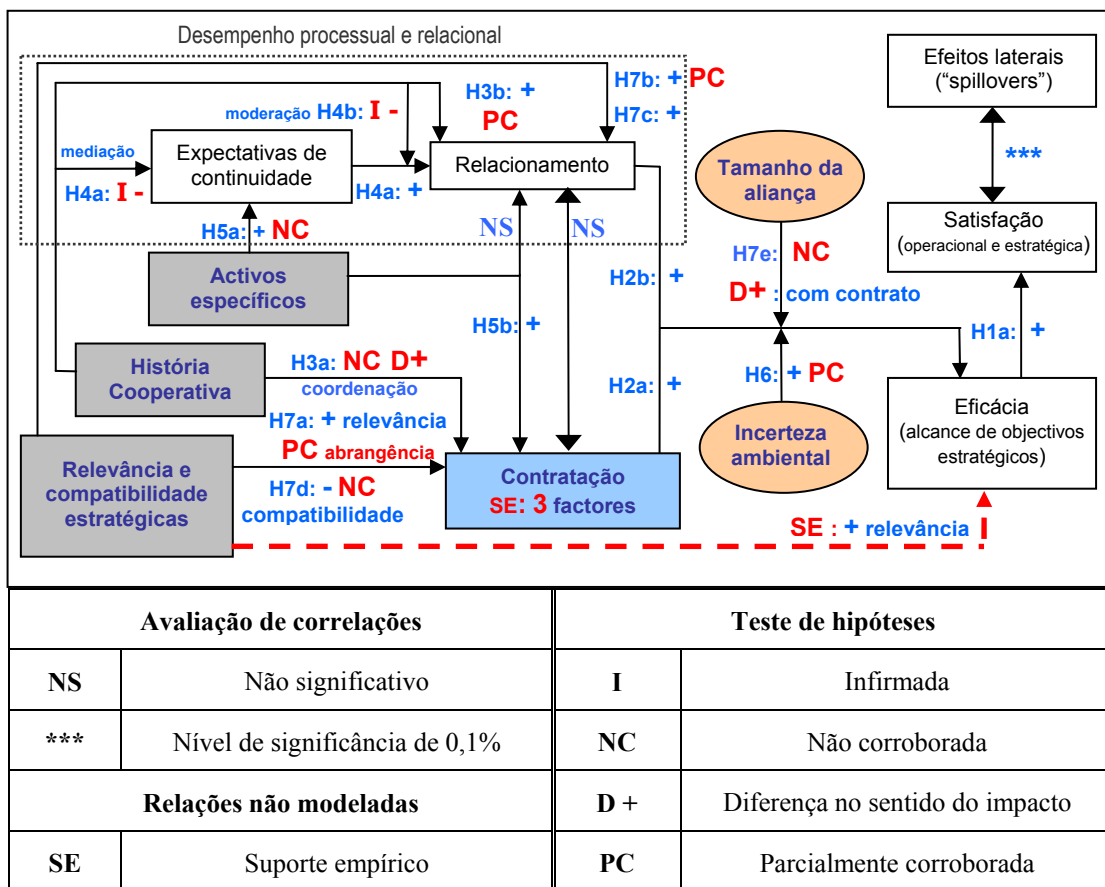 Desempenho processual e relacional
Efeitos laterais
(“spillovers”)
H7b: + PC
H3b: +
PC
H7c: +
moderação H4b: I -
***
mediação
Expectativas de
continuidade
Relacionamento
Tamanho da
aliança
H4a: I -
H4a: +
Satisfação
(operacional e estratégica)
H5a: + NC
NS
NS
H7e: NC
Activos
específicos
H2b: +
D+ : com contrato
H5b: +
H1a: +
História
Cooperativa
H3a: NC D+
coordenação
H2a: +
H6: + PC
H7a: + relevância
Eficácia
(alcance de objectivos
estratégicos)
PC abrangência
Incerteza
ambiental
Relevância e
compatibilidade
estratégicas
Contratação
SE: 3 factores
H7d: - NC
compatibilidade
SE : + relevância
Avaliação de correlações
Teste de hipóteses
NS Não significativo
I Infirmada
*** Nível de significância de 0,1%
NC Não corroborada
Relações não modeladas
D + Diferença no sentido do impacto
SE Suporte empírico
PC Parcialmente corroborada